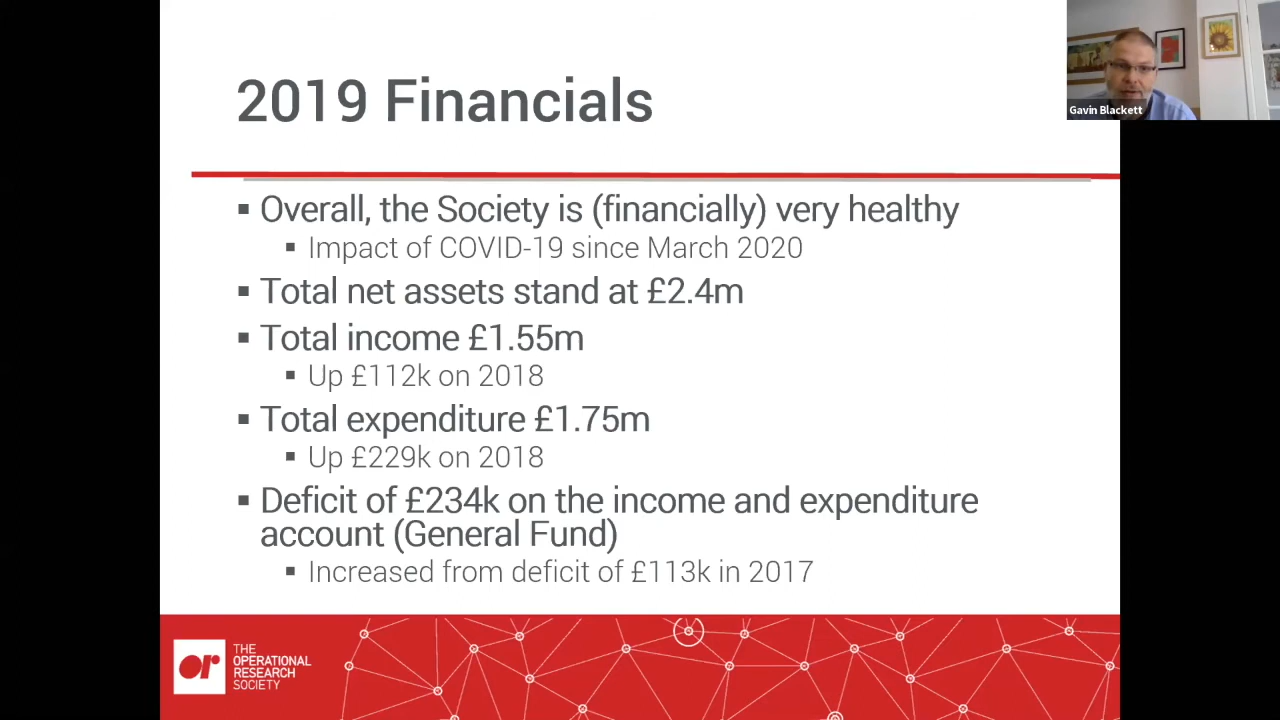 2019 Financials
Gavin Blackett
▪ Overall, the Society is (financially) very healthy
▪ Impact of COVID-19 since March 2020
▪ Total net assets stand at £2.4m
▪ Total income £1.55m
▪ Up £112k on 2018
▪ Total expenditure £1.75m
▪ Up £229k on 2018
▪ Deficit of £234k on the income and expenditure
account (General Fund)
▪ Increased from deficit of £113k in 2017
or
THE
OPERATIONAL
RESEARCH
SOCIETY